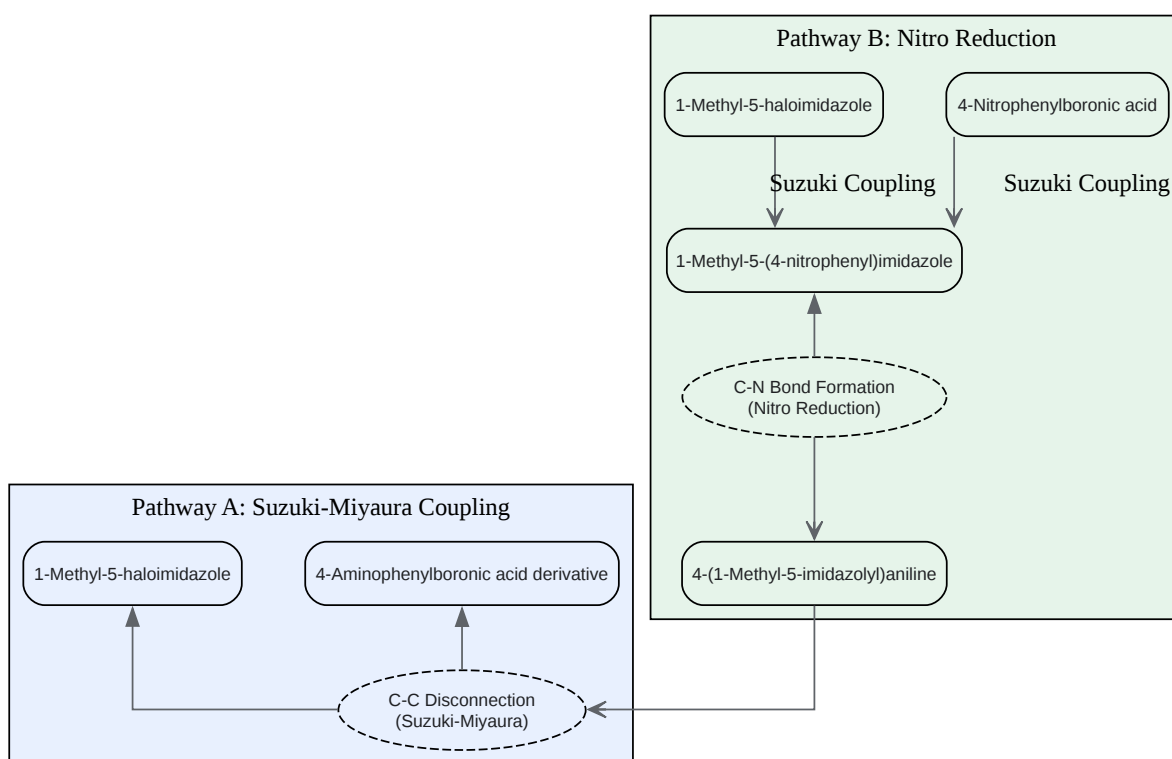 Pathway B: Nitro Reduction
1-Methyl-5-haloimidazole
4-Nitrophenylboronic acid
Suzuki Coupling
Suzuki Coupling
1-Methyl-5-(4-nitrophenyl)imidazole
C-N Bond Formation
(Nitro Reduction)
4-(1-Methyl-5-imidazolyl)aniline
Pathway A: Suzuki-Miyaura Coupling
1-Methyl-5-haloimidazole
4-Aminophenylboronic acid derivative
C-C Disconnection
(Suzuki-Miyaura)